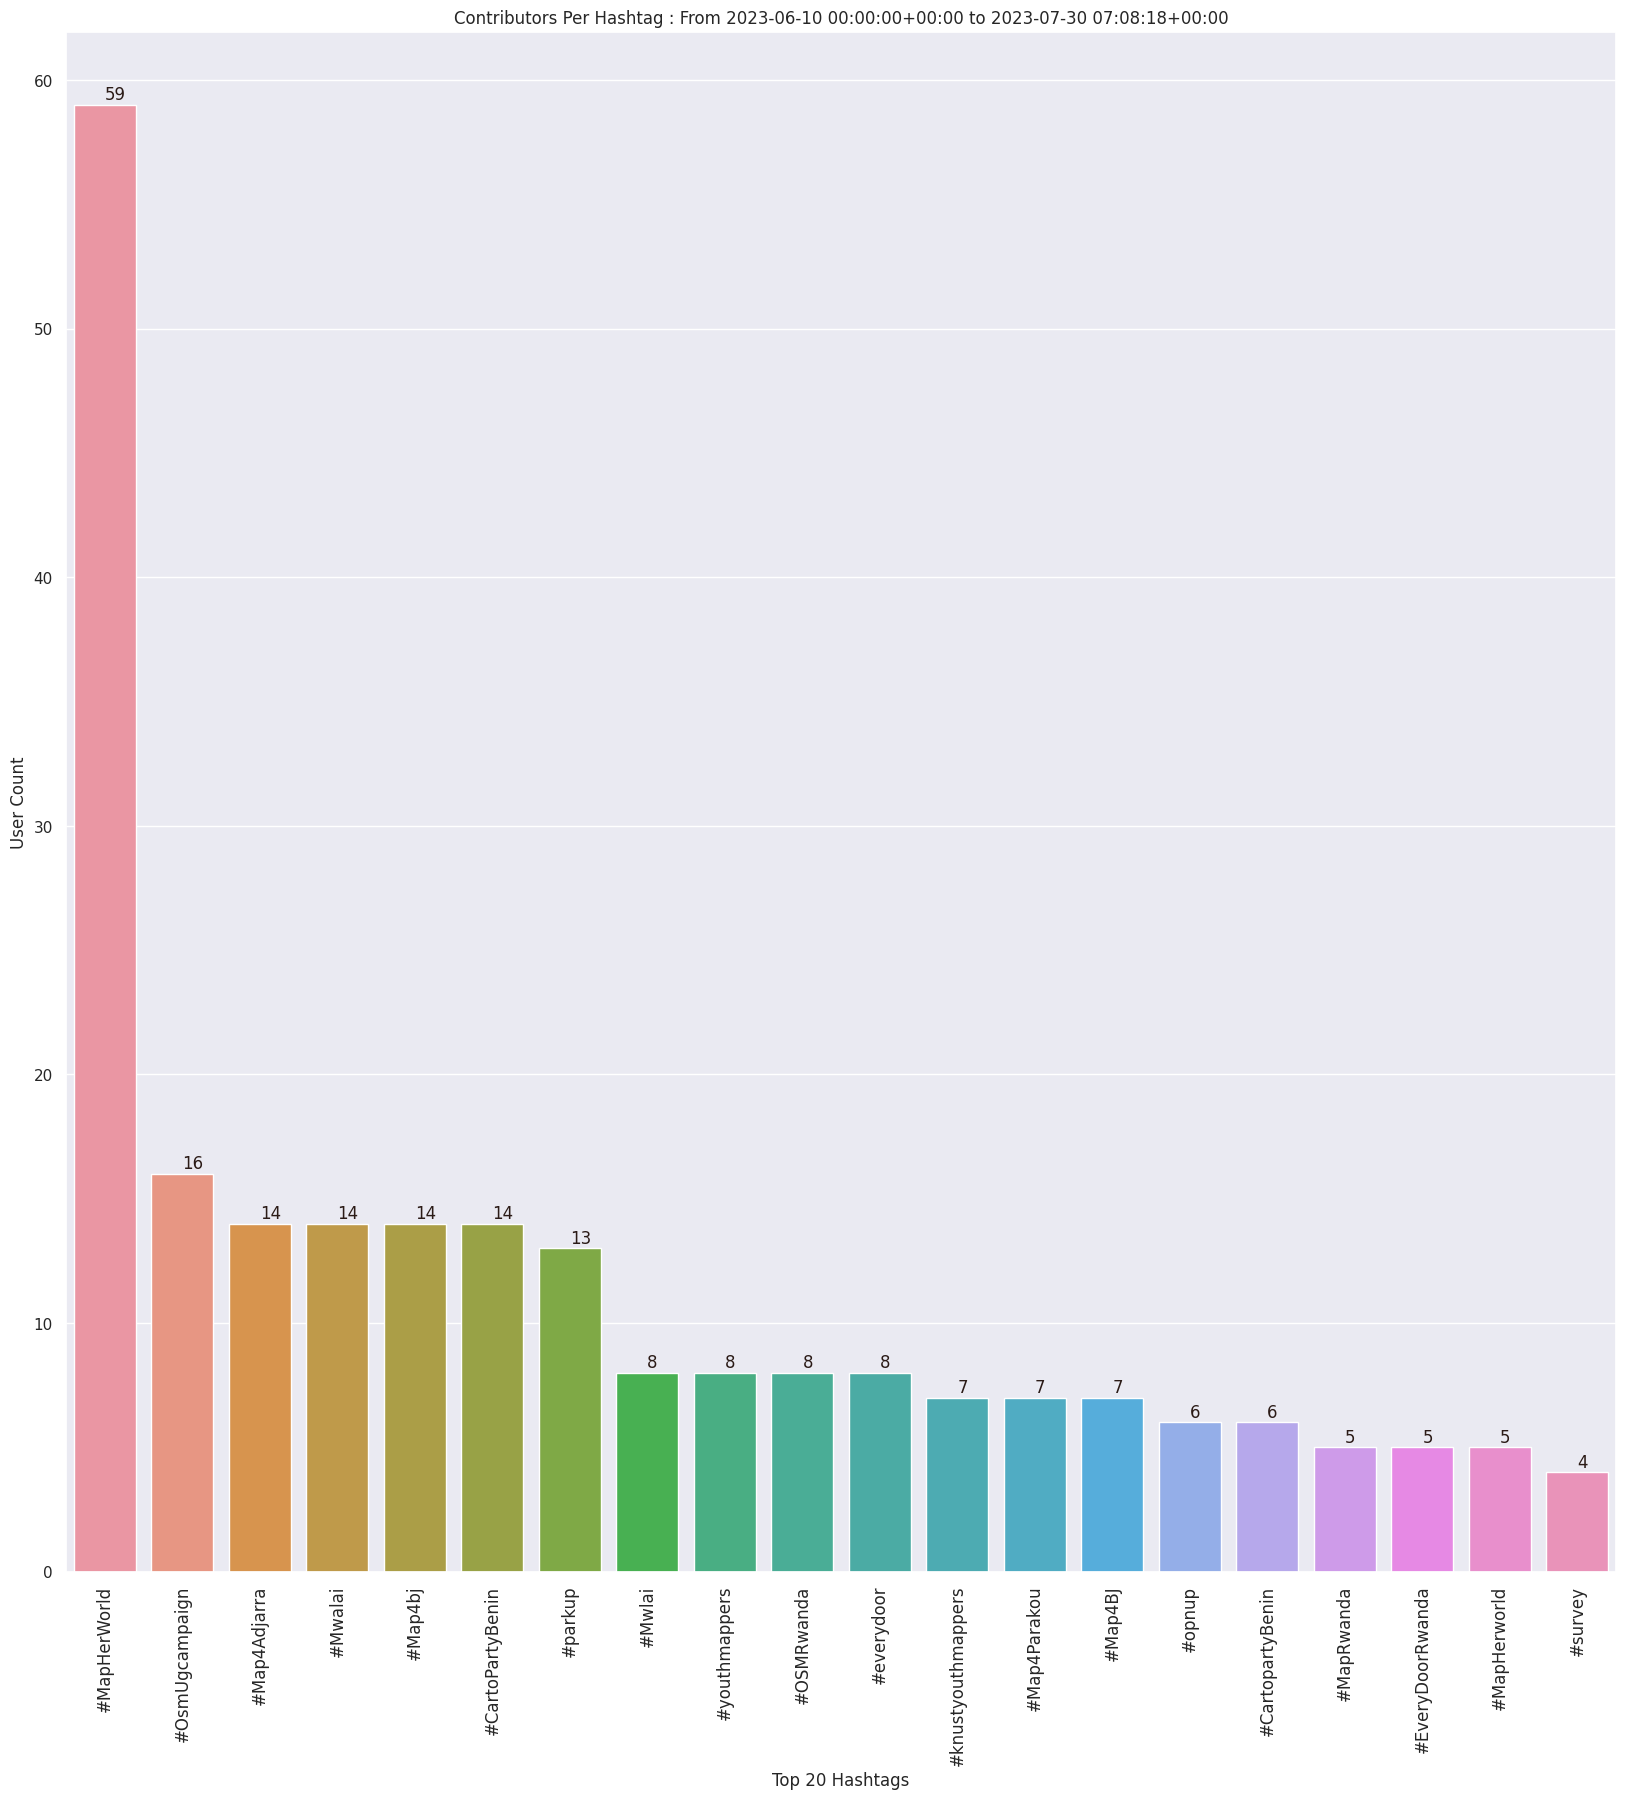 Contributors Per Hashtag : From 2023-06-10 00:00:00+00:00 to 2023-07-30 07:08:18+00:00
60
50
40
30
20
10
0
User Count
59
16
14
14
14
14
13
8
8
8
8
7
7
7
6
6
5
5
5
4
#MapHerWorld
#OsmUgcampaign
#Map4Adjarra
#Mwalai
#Map4bj
#CartoPartyBenin
#parkup
#Mwlai
#youthmappers
#OSMRwanda
#everydoor
#knustyouthmappers
#Map4Parakou
#Map4BJ
#opnup
#CartopartyBenin
#MapRwanda
#EveryDoorRwanda
#MapHerworld
#survey
Top 20 Hashtags